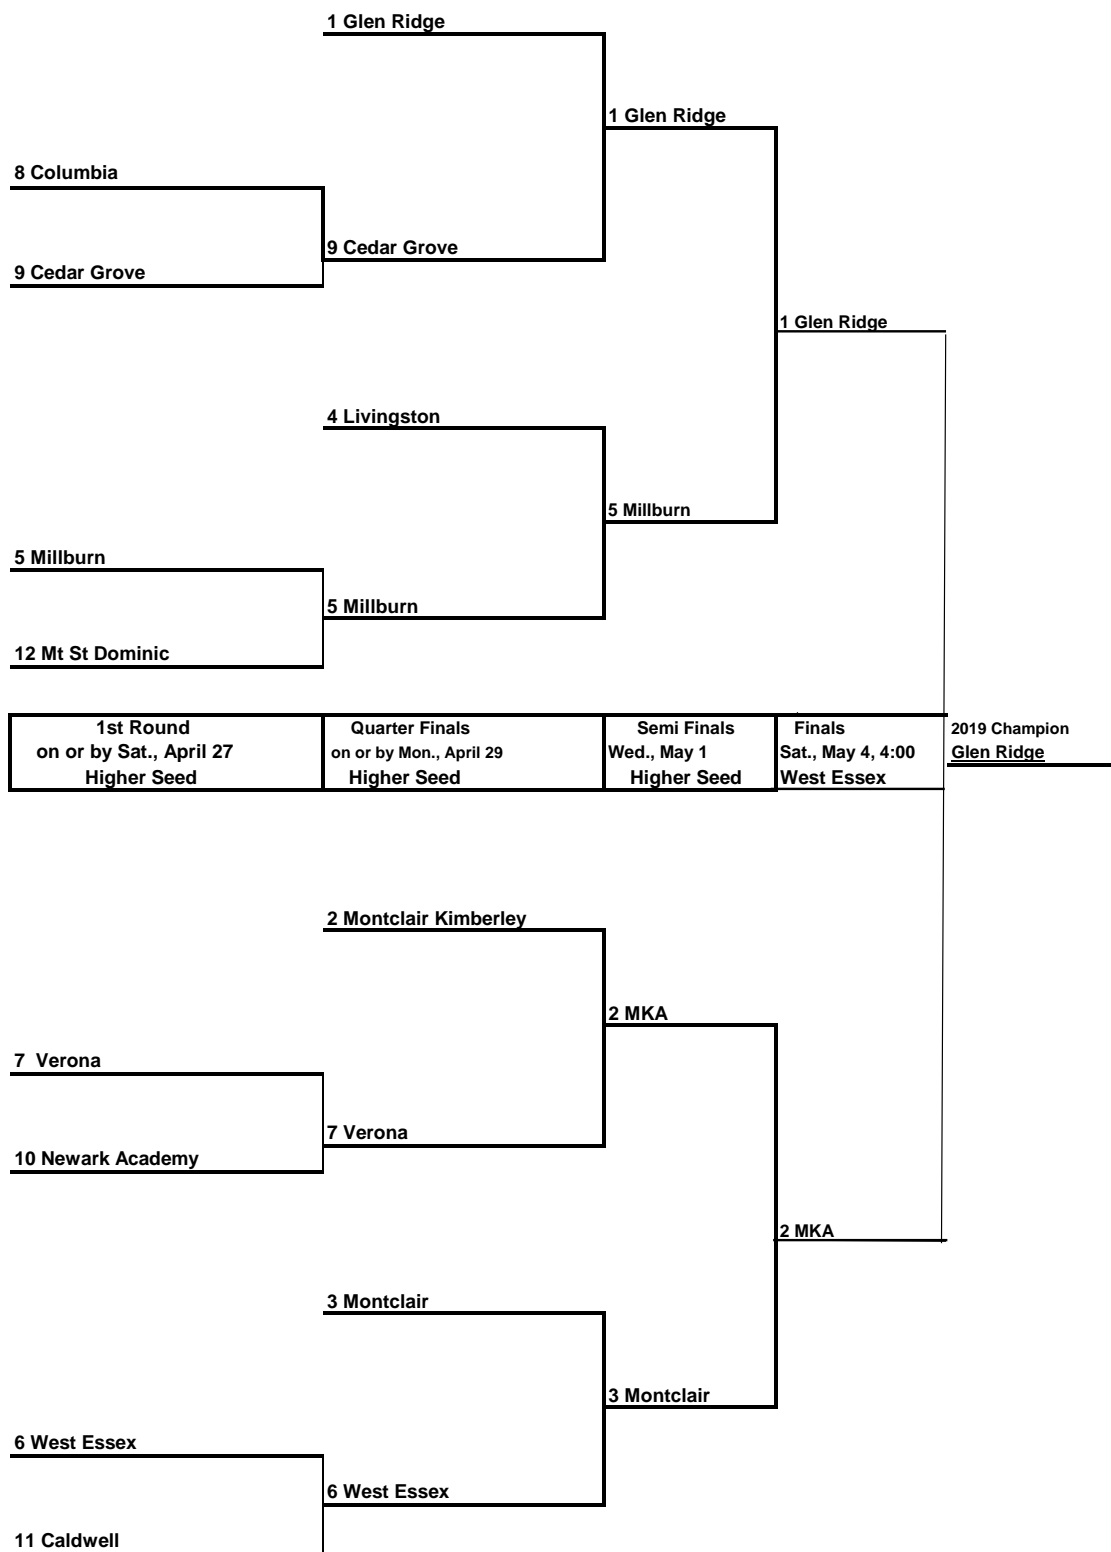 1 Glen Ridge
1 Glen Ridge
8 Columbia
9 Cedar Grove
9 Cedar Grove
1 Glen Ridge
4 Livingston
5 Millburn
5 Millburn
5 Millburn
12 Mt St Dominic
1st Round Quarter Finals Semi Finals Finals 2019 Champion
on or by Sat., April 27 on or by Mon., April 29 Wed., May 1 Sat., May 4, 4:00 Glen Ridge
Higher Seed Higher Seed Higher Seed West Essex
2 Montclair Kimberley
2 MKA
7 Verona
7 Verona
10 Newark Academy
2 MKA
3 Montclair
3 Montclair
6 West Essex
6 West Essex
11 Caldwell